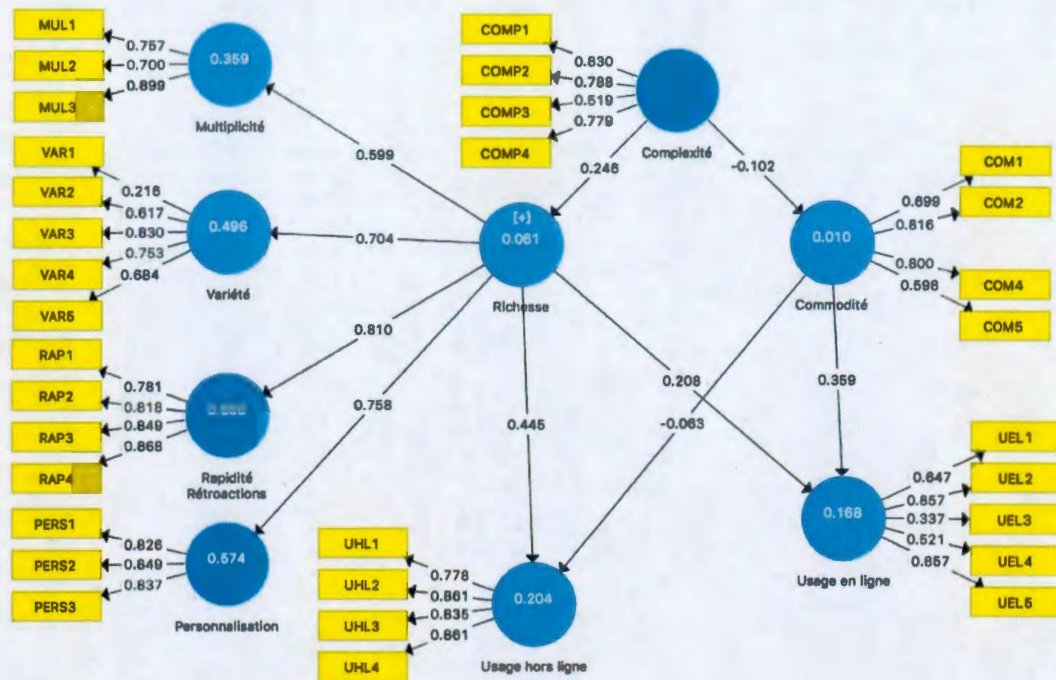 MUL1
MUL2
MUL3
0.757
0.700
0.899
0.359
Multiplicité
VAR1
VAR2
VAR3
VAR4
VAR5
0.216
0.617
0.830
0.753
0.684
0.496
Variété
RAP1
RAP2
RAP3
RAP4
0.781
0.818
0.849
0.868
Rapidité
Rétroactions
PERS1
PERS2
PERS3
0.826
0.849
0.837
0.574
Personnalisation
COMP1
COMP2
COMP3
COMP4
0.830
0.788
0.519
0.779
Complexité
0.246
-0.102
0.599
0.704
0.810
0.758
0.445
0.208
-0.063
0.359
[+]
0.061
Richesse
0.010
Commodité
0.699
0.816
0.800
0.598
COM1
COM2
COM4
COM5
UHL1
UHL2
UHL3
UHL4
0.778
0.861
0.835
0.861
0.204
Usage hors ligne
0.168
Usage en ligne
0.647
0.857
0.337
0.521
0.857
UEL1
UEL2
UEL3
UEL4
UEL5